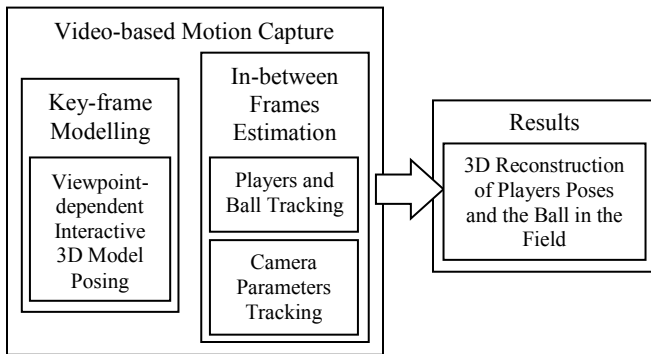 Video-based Motion Capture
Key-frame
Modelling
Viewpoint-
dependent
Interactive
3D Model
Posing
In-between
Frames
Estimation
Players and
Ball Tracking
Camera
Parameters
Tracking
Results
3D Reconstruction
of Players Poses
and the Ball in the
Field